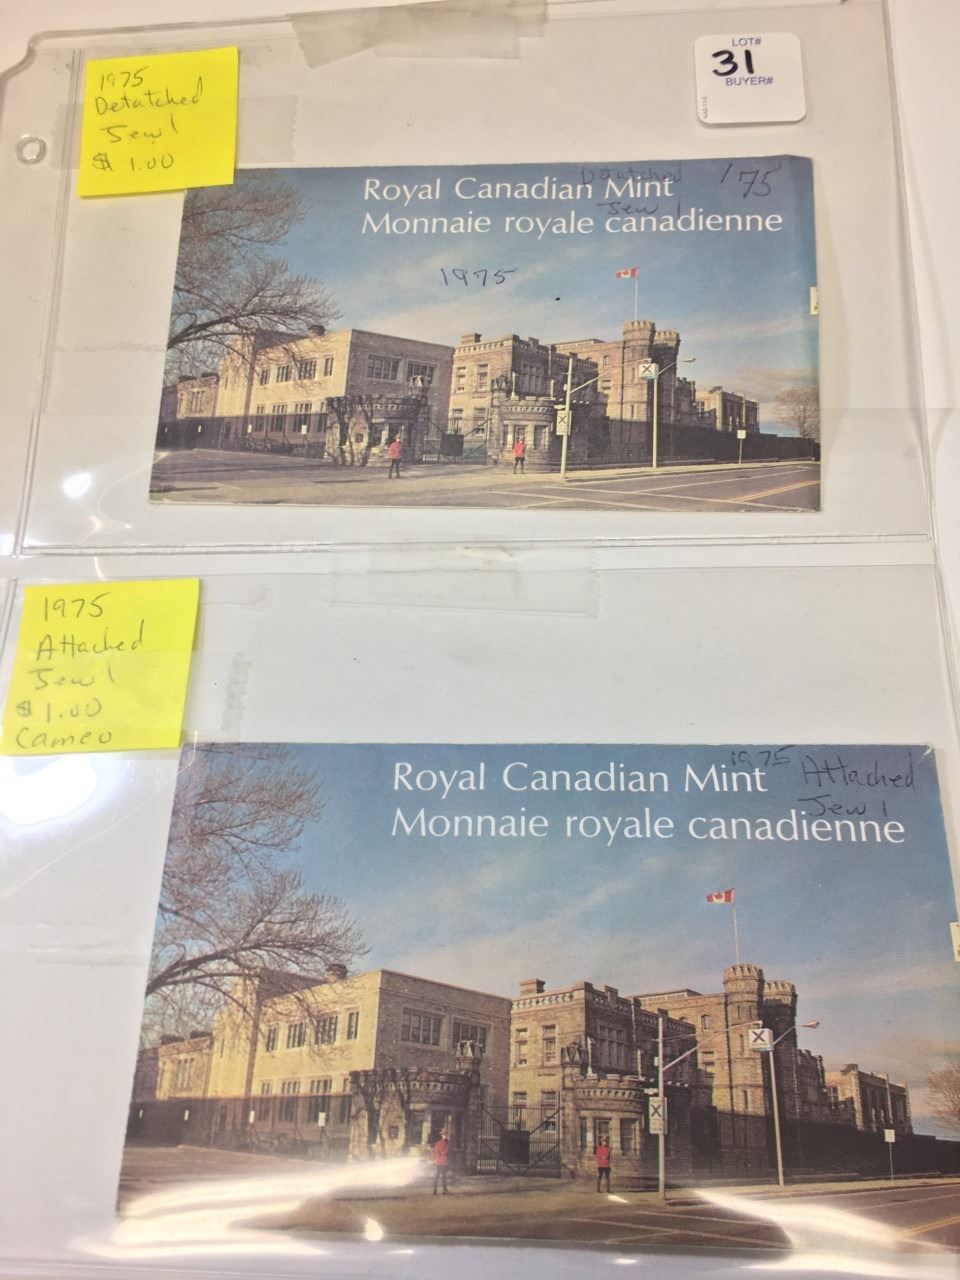 1975
Detatched
Jewl
$1.00
LOT#
31
BUYER#
Detatched 175
Royal Canadian Mint
Jewl
Monnaie royale canadienne
1975
1975
Attached
Jewl
$1.00
Cameo
1975 Attached
Royal Canadian Mint
Jewl
Monnaie royale canadienne